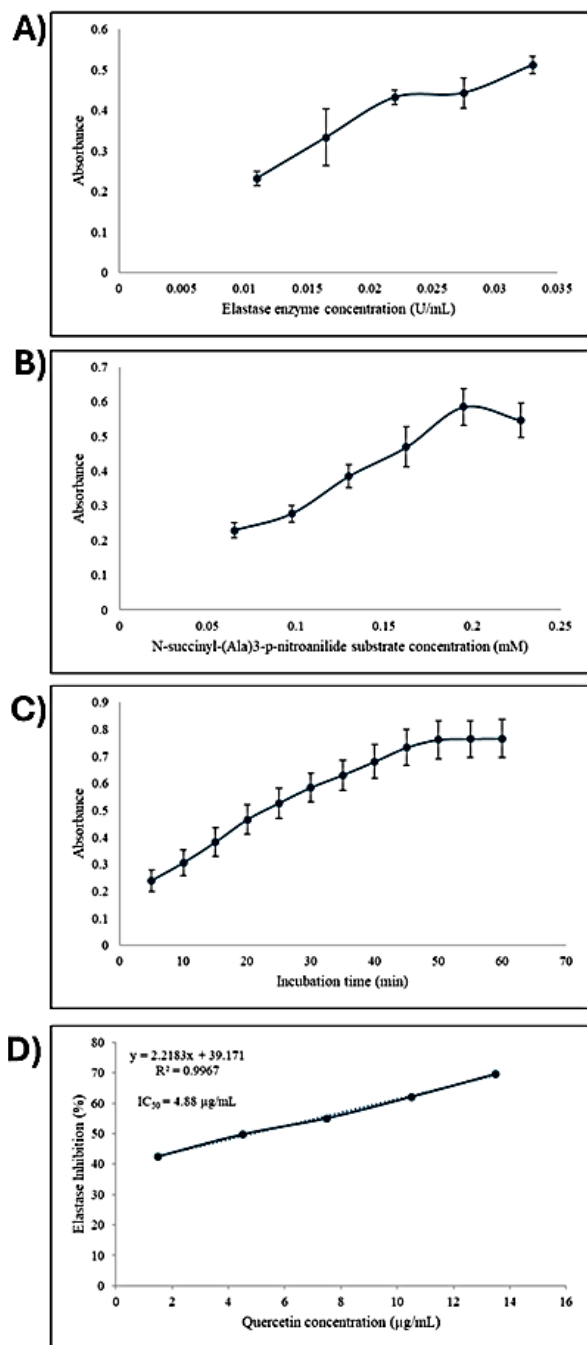 A)
0.6
0.5
0.4
0.3
0.2
0.1
0
Absorbance
0 0.005 0.01 0.015 0.02 0.025 0.03 0.035
Elastase enzyme concentration (U/mL)
B)
0.7
0.6
0.5
0.4
0.3
0.2
0.1
0
Absorbance
0 0.05 0.1 0.15 0.2 0.25
N-succinyl-(Ala)3-p-nitroanilide substrate concentration (mM)
C)
0.9
0.8
0.7
0.6
0.5
0.4
0.3
0.2
0.1
0
Absorbance
0 10 20 30 40 50 60 70
Incubation time (min)
D)
80
70
60
50
40
30
20
10
0
Elastase Inhibition (%)
y = 2.2183x + 39.171
R² = 0.9967
IC₅₀ = 4.88 µg/mL
0 2 4 6 8 10 12 14 16
Quercetin concentration (µg/mL)